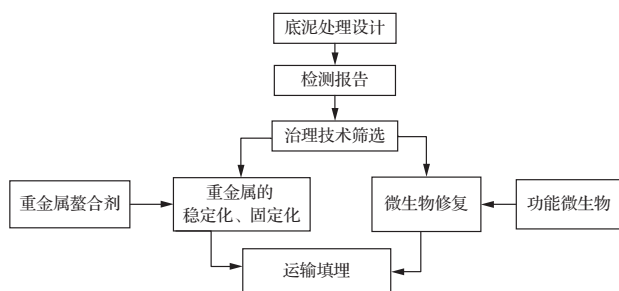 底泥处理设计
检测报告
治理技术筛选
重金属螯合剂
重金属的
稳定化、固定化
微生物修复
功能微生物
运输填埋